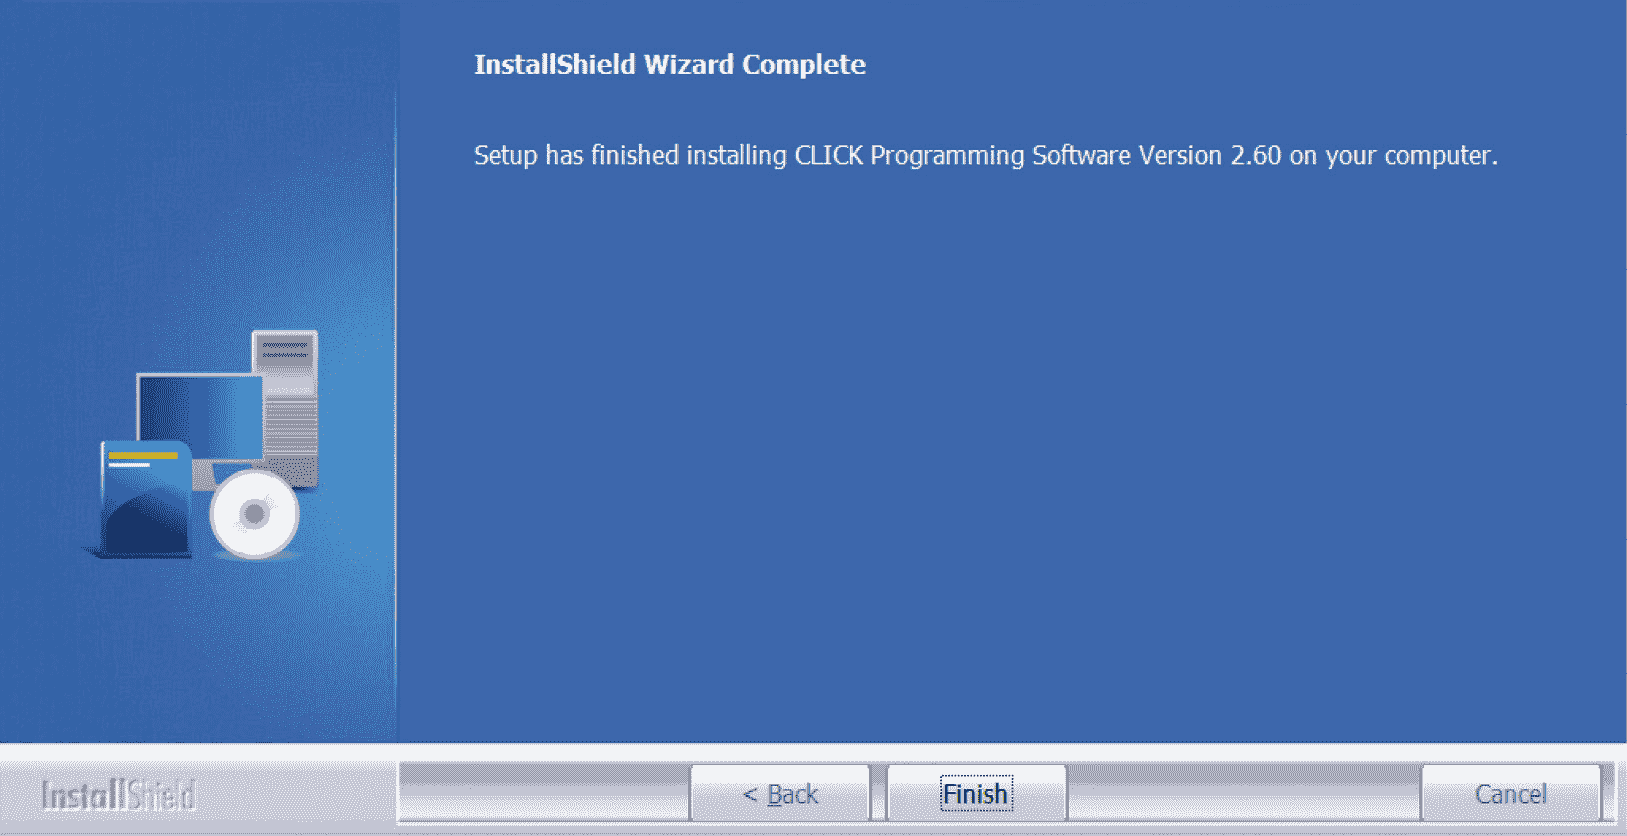 InstallShield Wizard Complete
Setup has finished installing CLICK Programming Software Version 2.60 on your computer.
InstallShield
< Back
Finish
Cancel